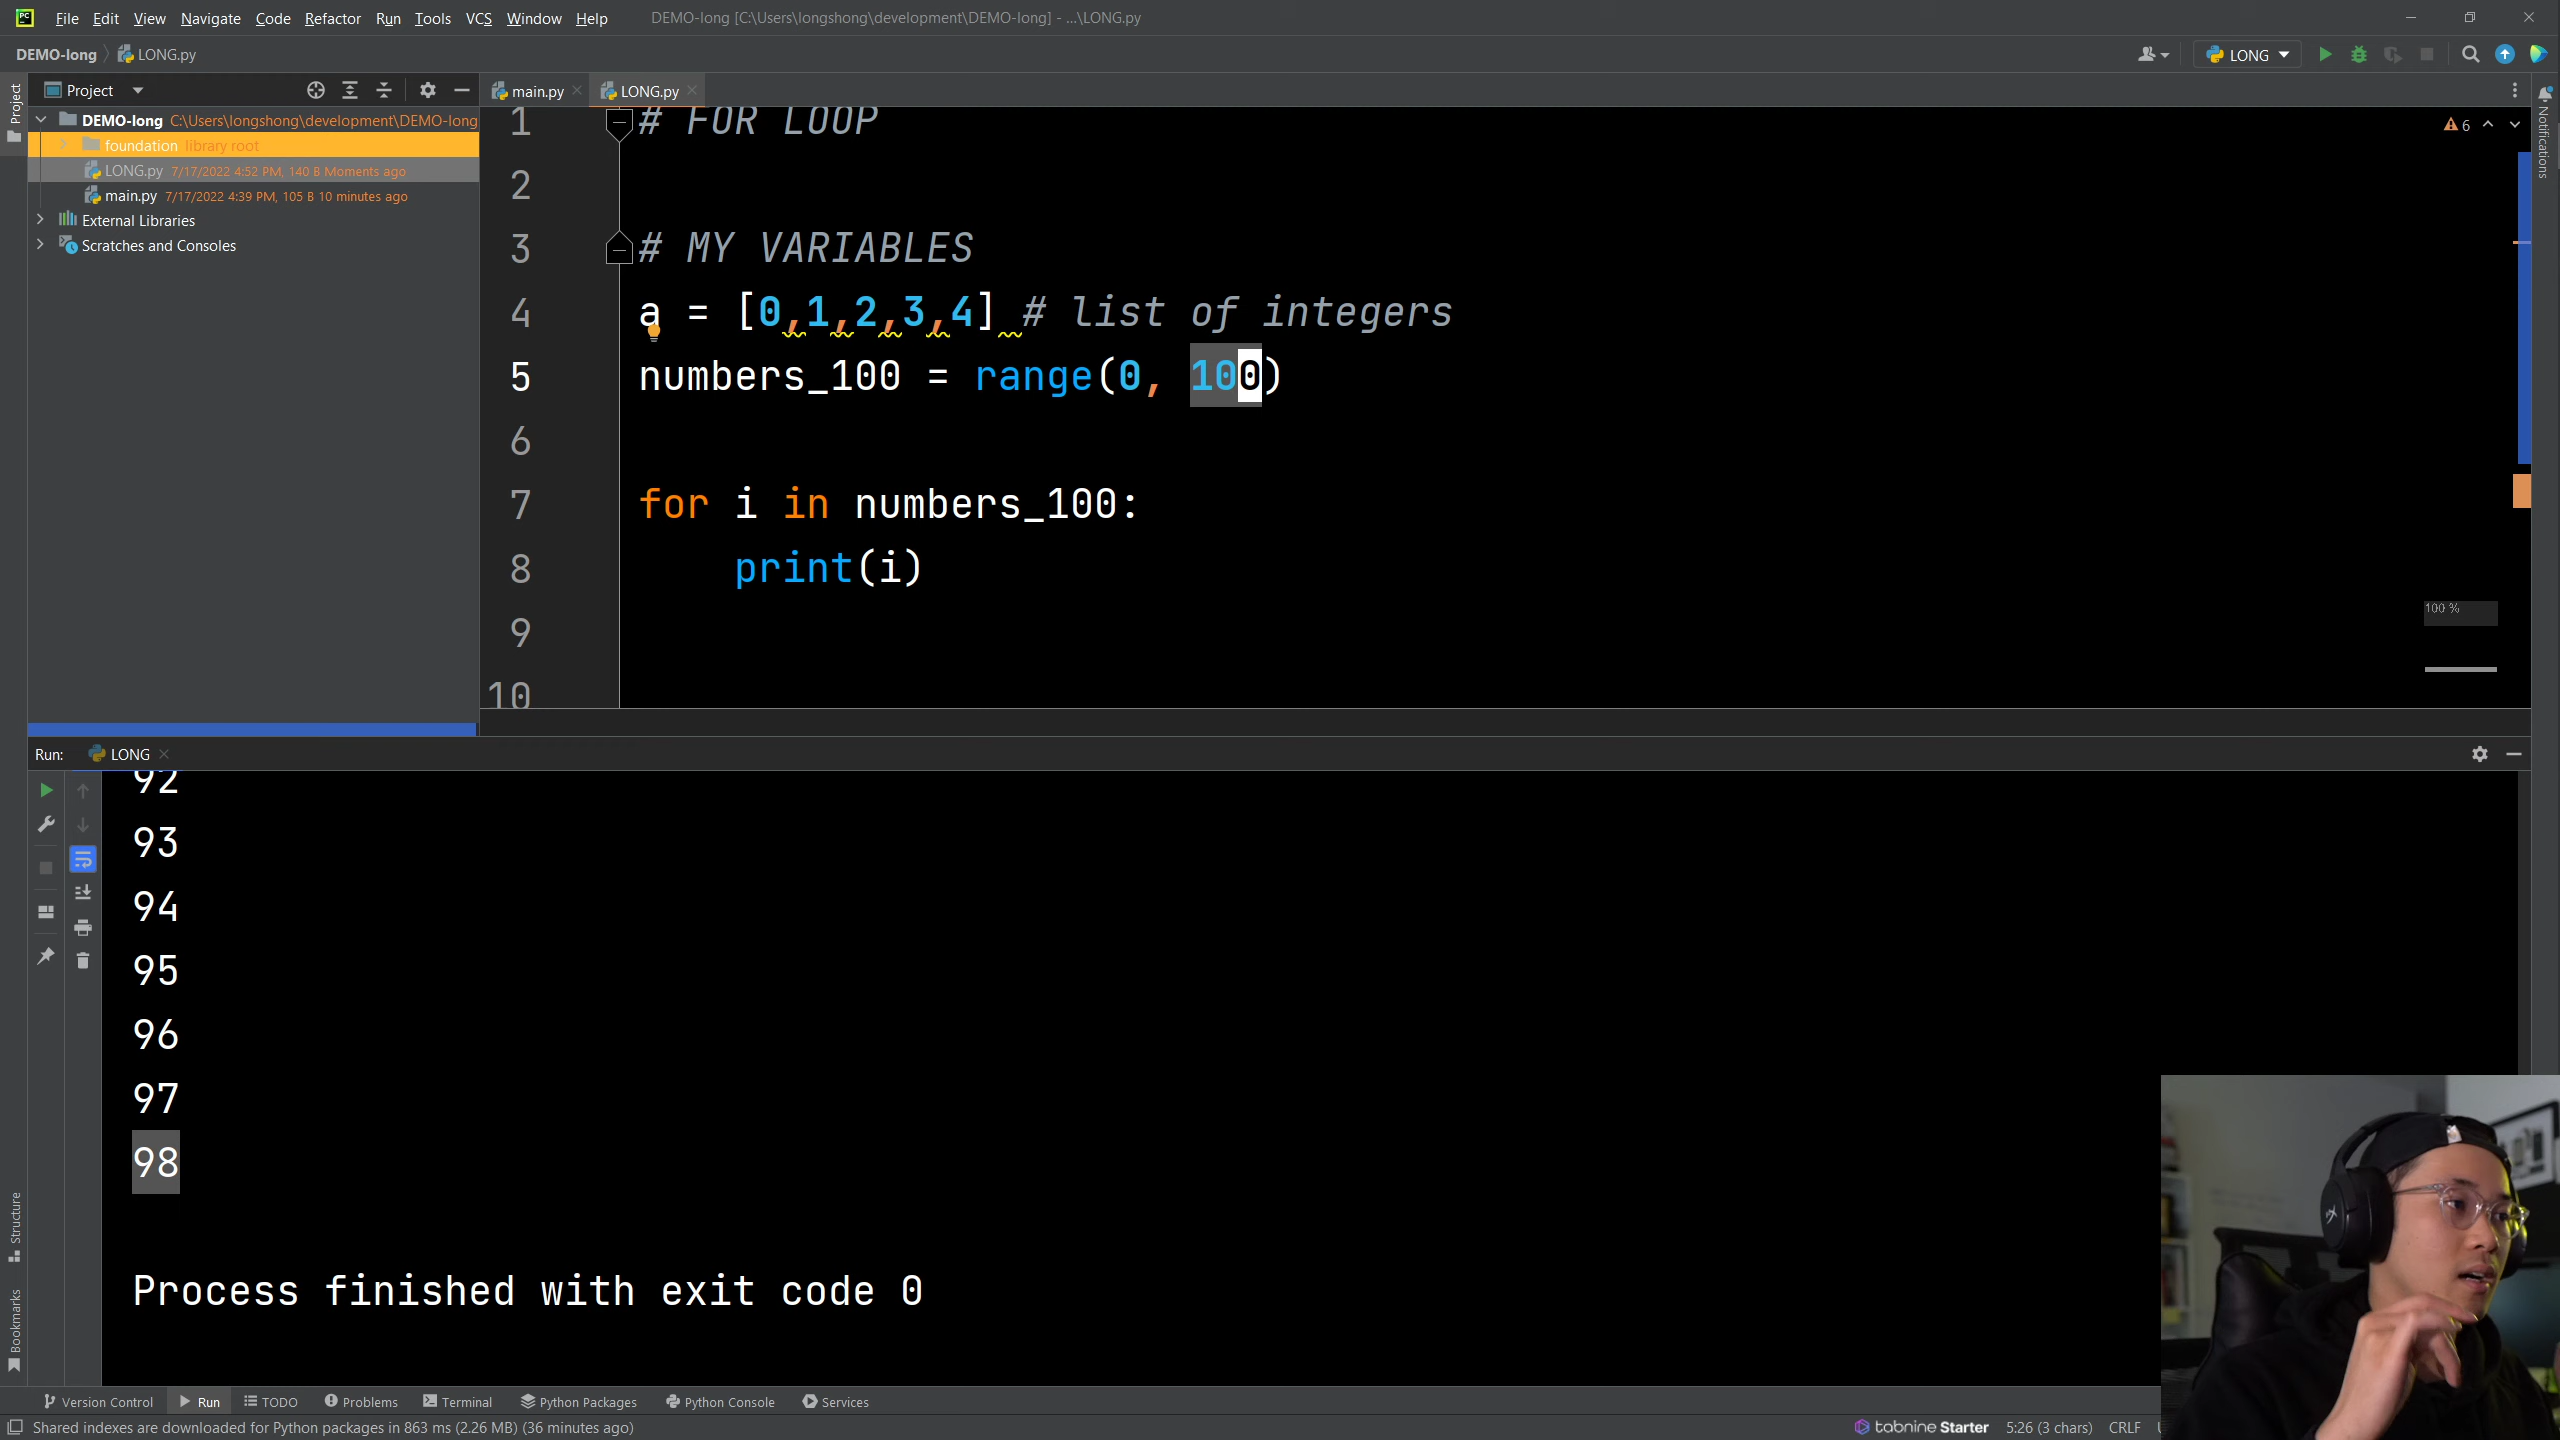 File Edit View Navigate Code Refactor Run Tools VCS Window Help DEMO-long [C:\Users\longshong\development\DEMO-long] - ...\LONG.py
DEMO-long LONG.py LONG
Project
Project main.py LONG.py
DEMO-long C:\Users\longshong\development\DEMO-long
foundation library root
LONG.py 7/17/2022 4:52 PM, 140 B Moments ago
main.py 7/17/2022 4:39 PM, 105 B 10 minutes ago
External Libraries
Scratches and Consoles
1 # FOR LOOP
2
3 # MY VARIABLES
4 a = [0,1,2,3,4] # list of integers
5 numbers_100 = range(0, 100)
6
7 for i in numbers_100:
8 print(i)
9
10
6
Notifications
100 %
Run: LONG
92
93
94
95
96
97
98
Process finished with exit code 0
Structure
Bookmarks
Version Control Run TODO Problems Terminal Python Packages Python Console Services
Shared indexes are downloaded for Python packages in 863 ms (2.26 MB) (36 minutes ago) tabnine Starter 5:26 (3 chars) CRLF